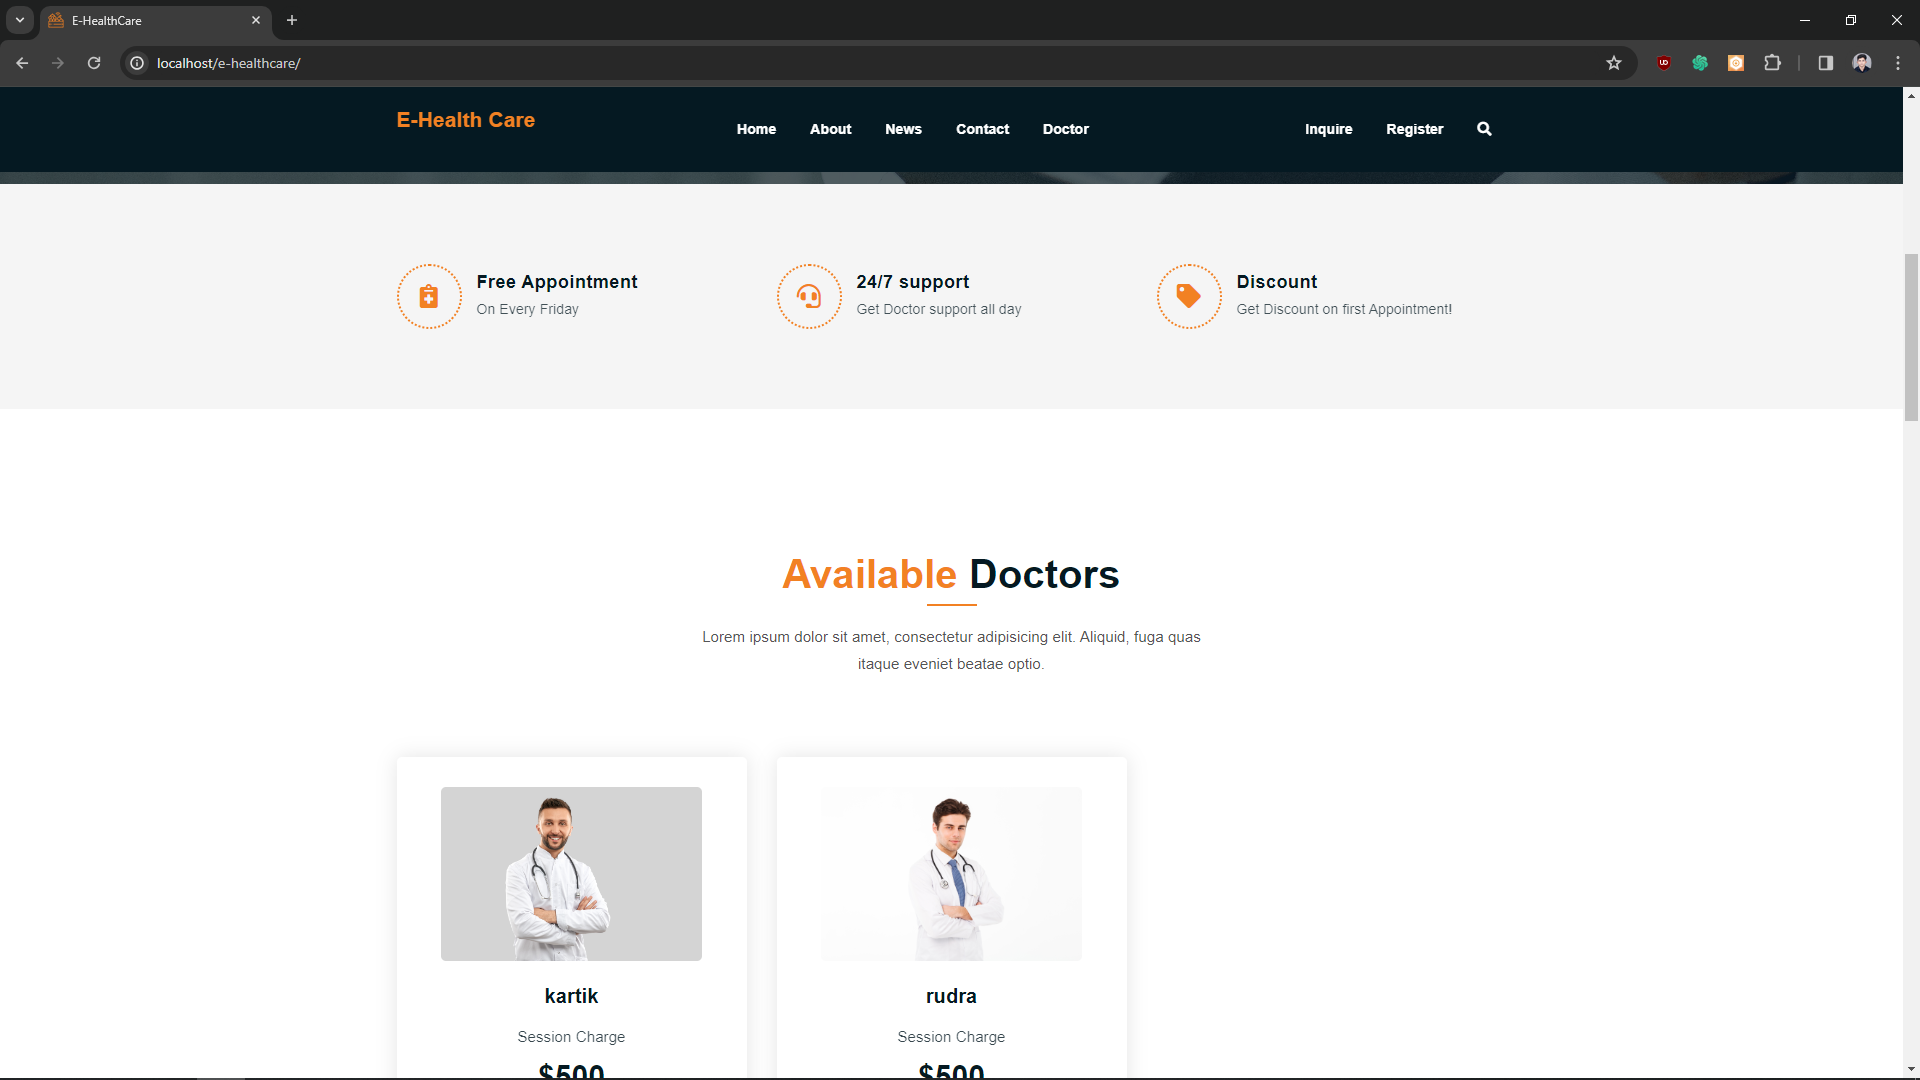 E-HealthCare
localhost/e-healthcare/
E-Health Care
Home About News Contact Doctor Inquire Register
Free Appointment
On Every Friday
24/7 support
Get Doctor support all day
Discount
Get Discount on first Appointment!
Available Doctors
Lorem ipsum dolor sit amet, consectetur adipisicing elit. Aliquid, fuga quas
itaque eveniet beatae optio.
kartik
Session Charge
$500
rudra
Session Charge
$500